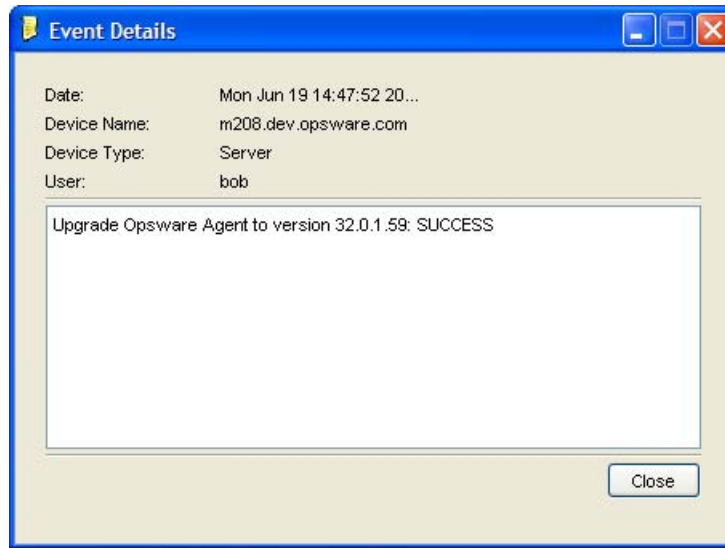 Event Details
Date: Mon Jun 19 14:47:52 20...
Device Name: m208.dev.opsware.com
Device Type: Server
User: bob
Upgrade Opsware Agent to version 32.0.1.59: SUCCESS
Close